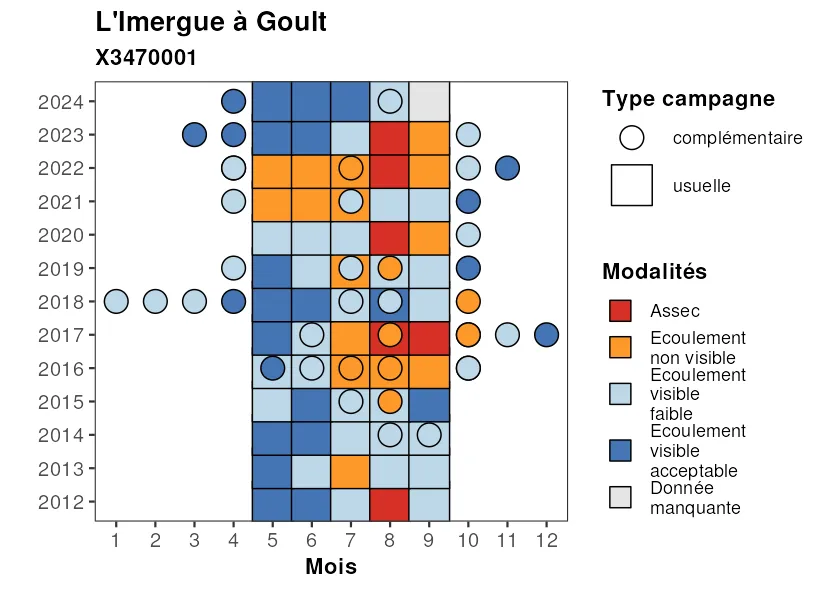 L'Imergue à Goult
X3470001
2024
2023
2022
2021
2020
2019
2018
2017
2016
2015
2014
2013
2012
1 2 3 4 5 6 7 8 9 10 11 12
Mois
Type campagne
complémentaire
usuelle
Modalités
Assec
Ecoulement
non visible
Ecoulement
visible
faible
Ecoulement
visible
acceptable
Donnée
manquante